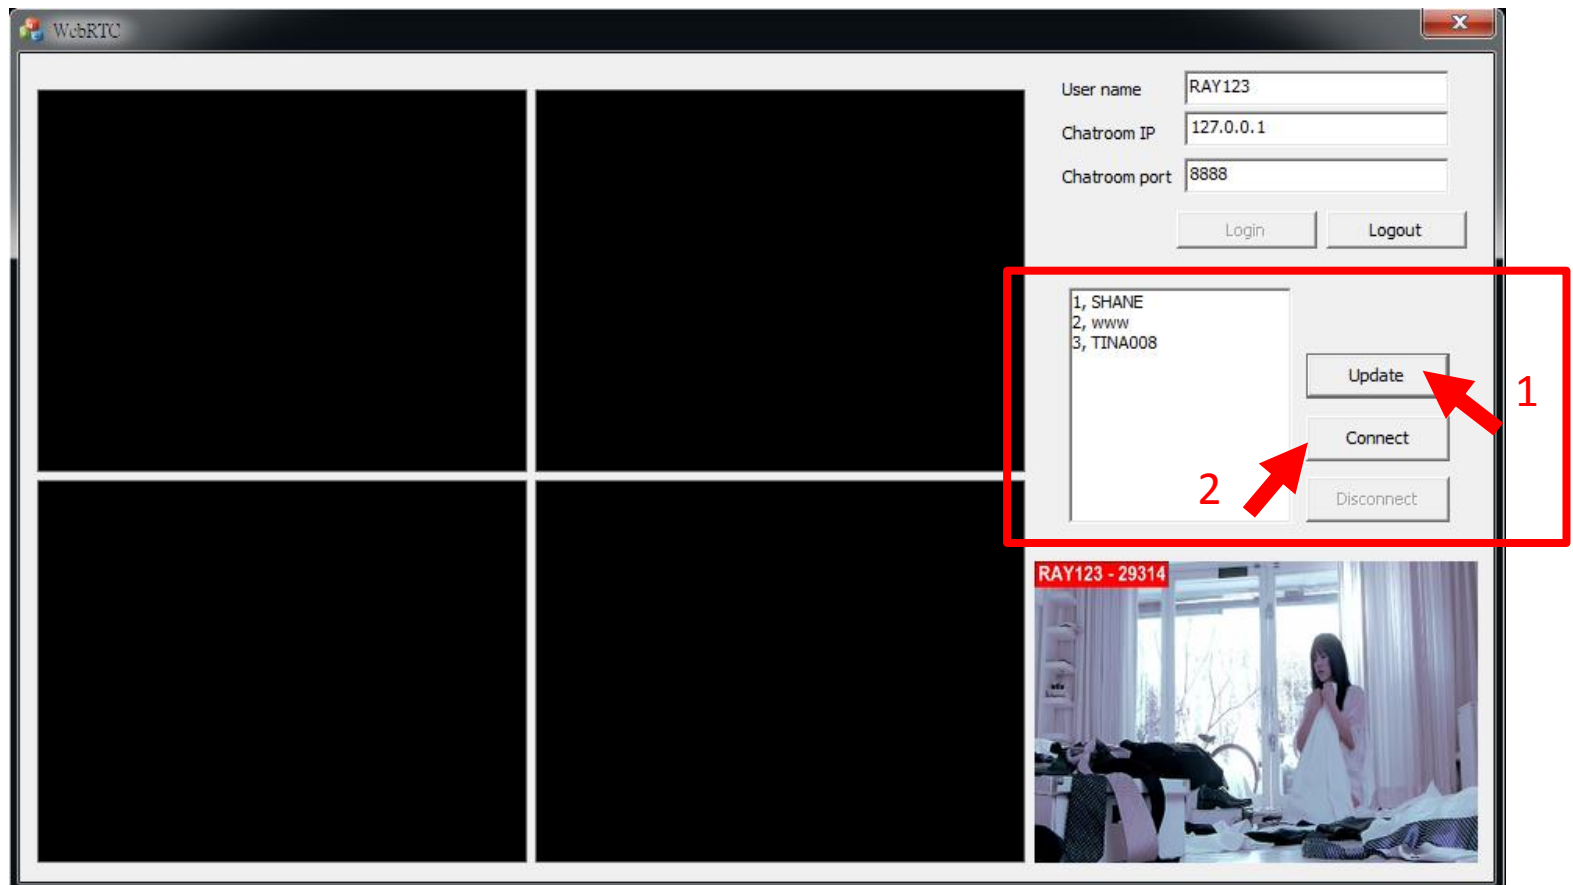 WebRTC
User name
RAY123
Chatroom IP
127.0.0.1
Chatroom port
8888
Login
Logout
1, SHANE
2, www
3, TINA008
Update
1
Connect
2
Disconnect
RAY123 - 29314